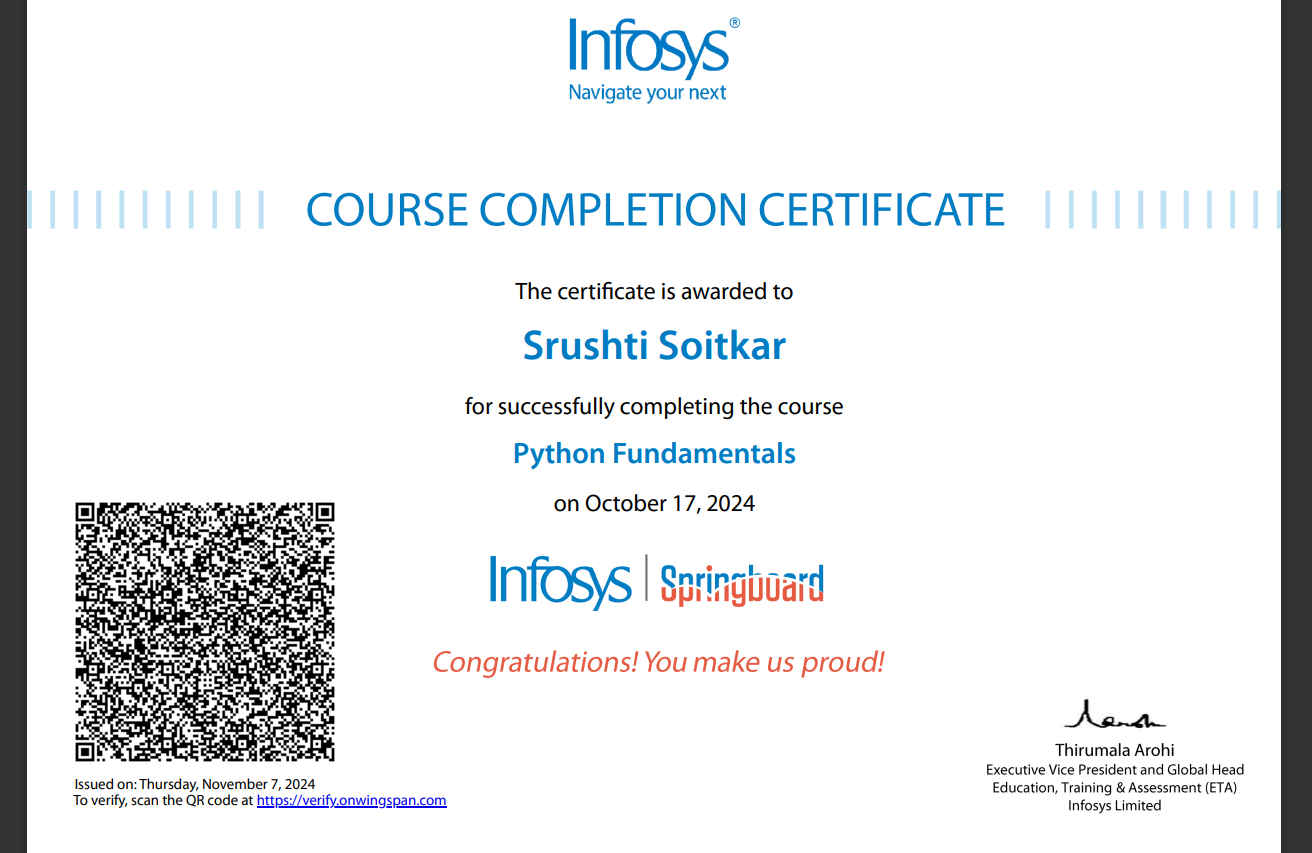 Infosys®
Navigate your next
COURSE COMPLETION CERTIFICATE
The certificate is awarded to
Srushti Soitkar
for successfully completing the course
Python Fundamentals
on October 17, 2024
Infosys | Springboard
Congratulations! You make us proud!
Issued on: Thursday, November 7, 2024
To verify, scan the QR code at https://verify.onwingspan.com
Thirumala Arohi
Executive Vice President and Global Head
Education, Training & Assessment (ETA)
Infosys Limited